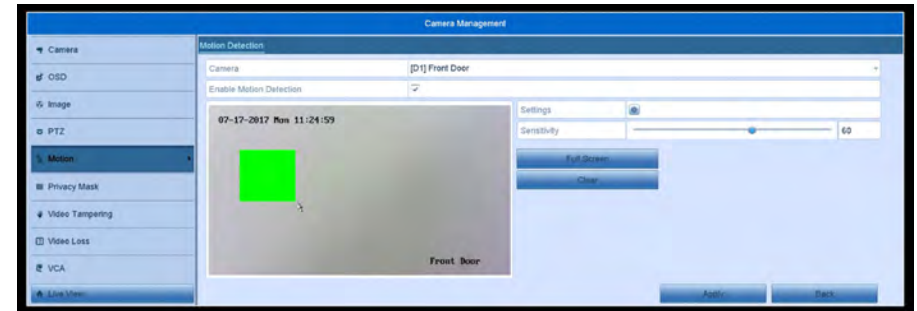 Camera Management
Camera
OSD
Image
PTZ
Motion
Privacy Mask
Video Tampering
Video Loss
VCA
Live View
Motion Detection
Camera [D1] Front Door
Enable Motion Detection
07-17-2017 Mon 11:24:59
Front Door
Settings
Sensitivity 60
Full Screen
Clear
Apply Back